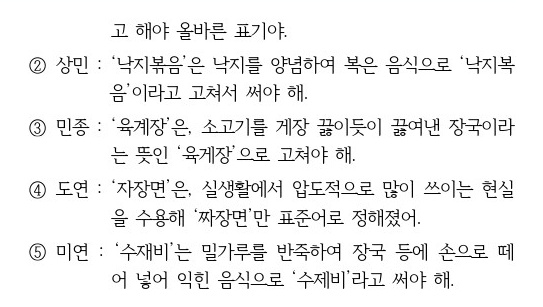 고 해야 올바른 표기야.
② 상민 : ‘낙지볶음’은 낙지를 양념하여 복은 음식으로 ‘낙지복
음’이라고 고쳐서 써야 해.
③ 민종 : ‘육계장’은, 소고기를 게장 끓이듯이 끓여낸 장국이라
는 뜻인 ‘육게장’으로 고쳐야 해.
④ 도연 : ‘자장면’은, 실생활에서 압도적으로 많이 쓰이는 현실
을 수용해 ‘짜장면’만 표준어로 정해졌어.
⑤ 미연 : ‘수재비’는 밀가루를 반죽하여 장국 등에 손으로 떼
어 넣어 익힌 음식으로 ‘수제비’라고 써야 해.